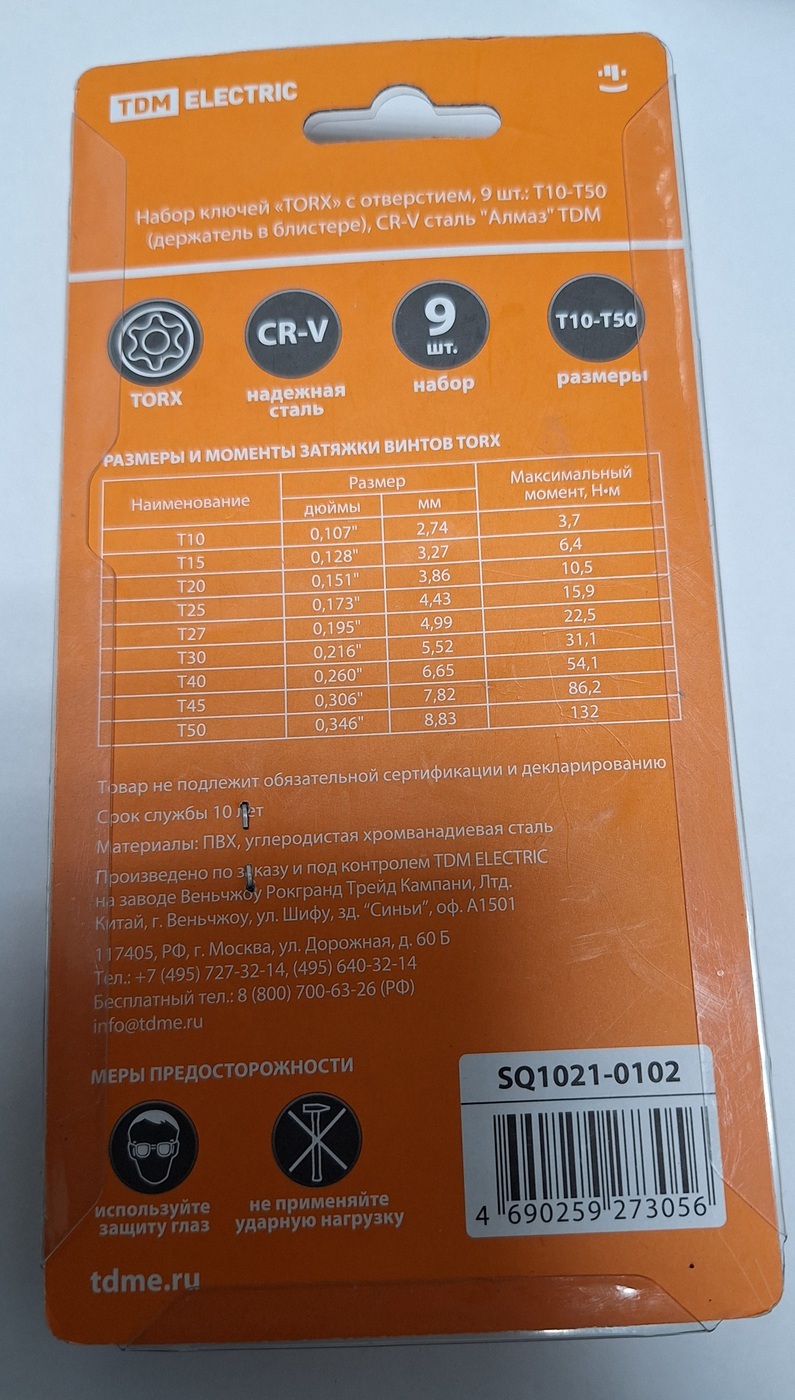 TDM ELECTRIC
Набор ключей «TORX» с отверстием, 9 шт.: T10-T50
(держатель в блистере), CR-V сталь "Алмаз" TDM
CR-V
9
шт.
T10-T50
TORX
надежная
сталь
набор
размеры
РАЗМЕРЫ И МОМЕНТЫ ЗАТЯЖКИ ВИНТОВ TORX
Наименование Размер Максимальный момент, Н•м
дюймы мм
T10 0,107" 2,74 3,7
T15 0,128" 3,27 6,4
T20 0,151" 3,86 10,5
T25 0,173" 4,43 15,9
T27 0,195" 4,99 22,5
T30 0,216" 5,52 31,1
T40 0,260" 6,65 54,1
T45 0,306" 7,82 86,2
T50 0,346" 8,83 132
Товар не подлежит обязательной сертификации и декларированию
Срок службы 10 лет
Материалы: ПВХ, углеродистая хромванадиевая сталь
Произведено по заказу и под контролем TDM ELECTRIC
на заводе Веньчжоу Рокгранд Трейд Кампани, Лтд.
Китай, г. Веньчжоу, ул. Шифу, зд. “Синьи”, оф. А1501
117405, РФ, г. Москва, ул. Дорожная, д. 60 Б
Тел.: +7 (495) 727-32-14, (495) 640-32-14
Бесплатный тел.: 8 (800) 700-63-26 (РФ)
info@tdme.ru
МЕРЫ ПРЕДОСТОРОЖНОСТИ
используйте
защиту глаз
не применяйте
ударную нагрузку
SQ1021-0102
4 690259 273056
tdme.ru